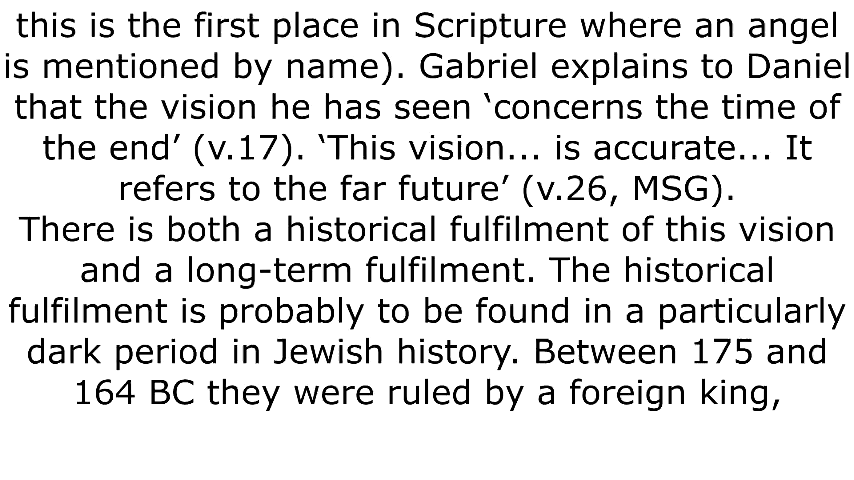 this is the first place in Scripture where an angel
is mentioned by name). Gabriel explains to Daniel
that the vision he has seen ‘concerns the time of
the end’ (v.17). ‘This vision... is accurate... It
refers to the far future’ (v.26, MSG).
There is both a historical fulfilment of this vision
and a long-term fulfilment. The historical
fulfilment is probably to be found in a particularly
dark period in Jewish history. Between 175 and
164 BC they were ruled by a foreign king,